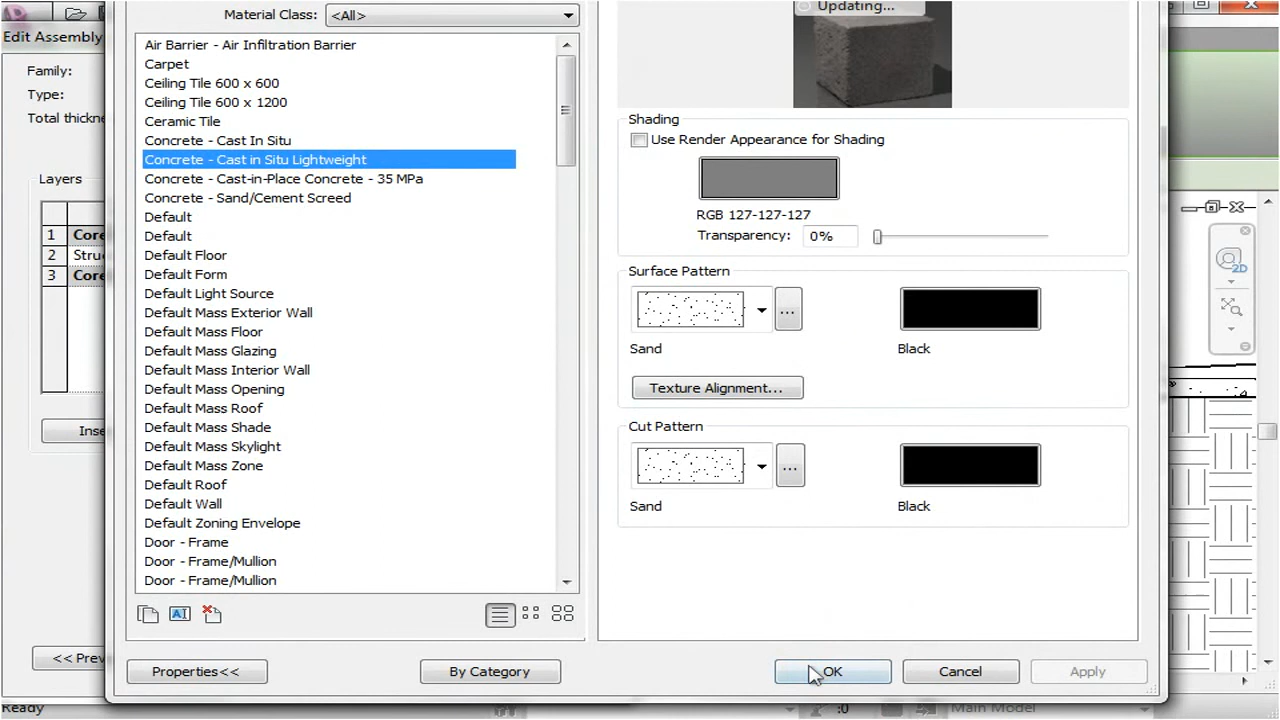 Material Class: <All>
Updating...
Edit Assembly
Family:
Type:
Total thickne
Layers
1 Core
2 Stru
3 Core
Inse
<< Prev
Air Barrier - Air Infiltration Barrier
Carpet
Ceiling Tile 600 x 600
Ceiling Tile 600 x 1200
Ceramic Tile
Concrete - Cast In Situ
Concrete - Cast in Situ Lightweight
Concrete - Cast-in-Place Concrete - 35 MPa
Concrete - Sand/Cement Screed
Default
Default
Default Floor
Default Form
Default Light Source
Default Mass Exterior Wall
Default Mass Floor
Default Mass Glazing
Default Mass Interior Wall
Default Mass Opening
Default Mass Roof
Default Mass Shade
Default Mass Skylight
Default Mass Zone
Default Roof
Default Wall
Default Zoning Envelope
Door - Frame
Door - Frame/Mullion
Door - Frame/Mullion
AI
Shading
Use Render Appearance for Shading
RGB 127-127-127
Transparency: 0%
Surface Pattern
...
Sand Black
Texture Alignment...
Cut Pattern
...
Sand Black
2D
Properties<< By Category OK Cancel Apply
Ready :0 Main Model